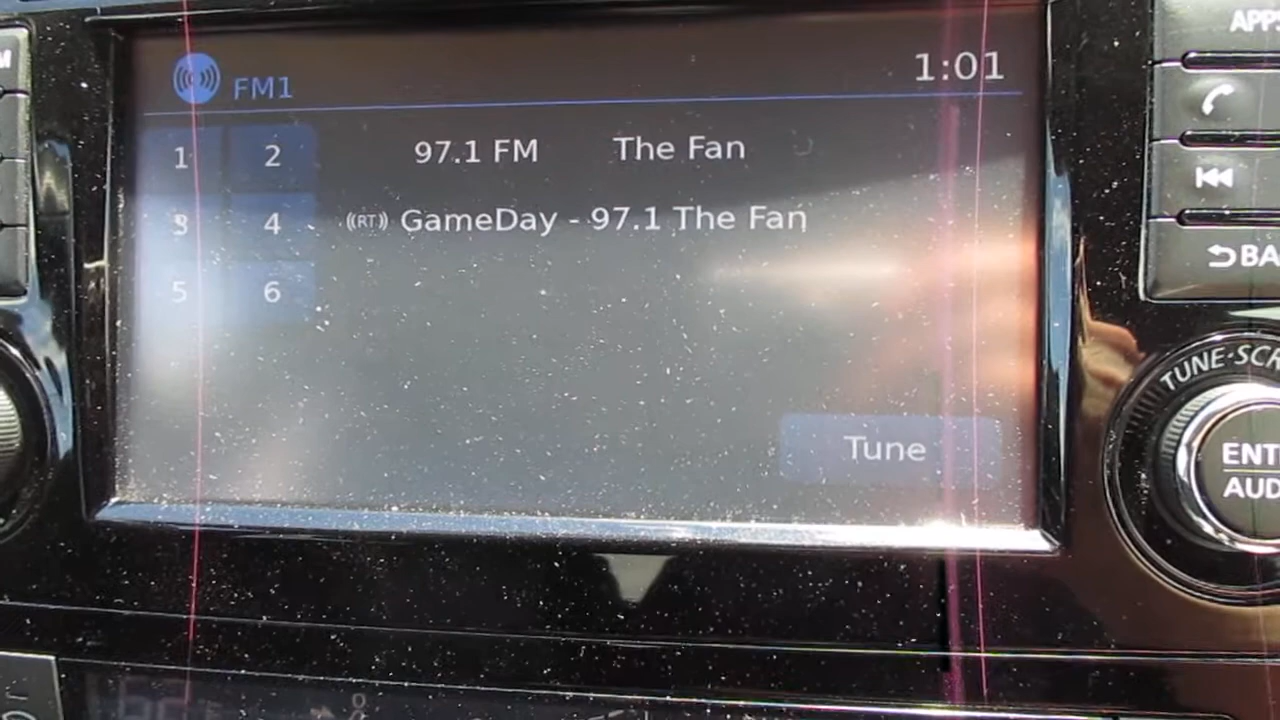 FM1
1:01
1
2
97.1 FM
The Fan
3
4
((RT)) GameDay - 97.1 The Fan
5
6
Tune
TUNE·SCR
ENT
AUD
APPS
BA
M